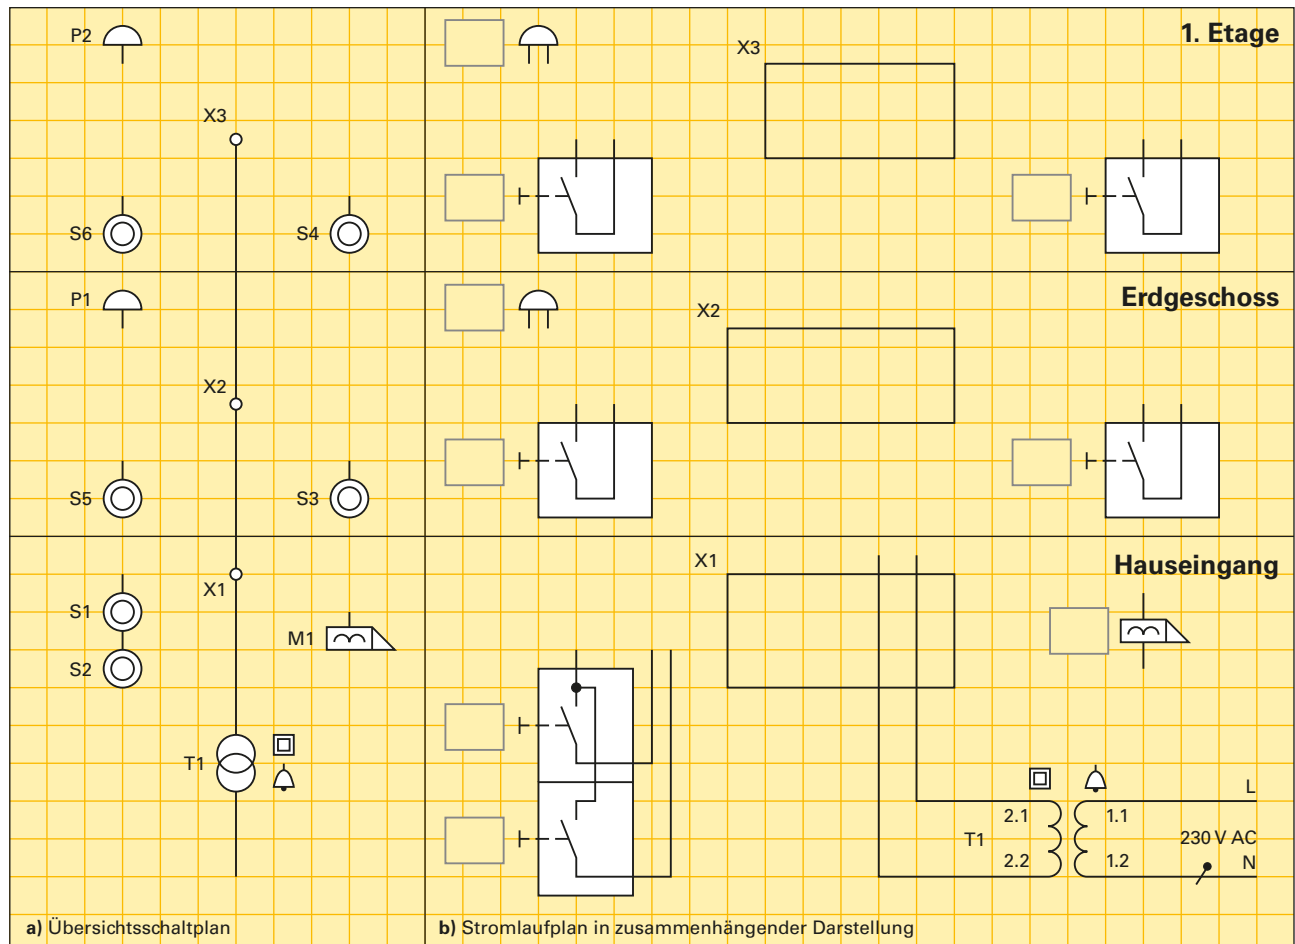 P2
X3
S6
S4
P1
X2
S5
S3
X1
S1
M1
S2
T1
a) Übersichtsschaltplan
1. Etage
X3
Erdgeschoss
X2
Hauseingang
X1
L
2.1 1.1
T1 230 V AC
2.2 1.2 N
b) Stromlaufplan in zusammenhängender Darstellung